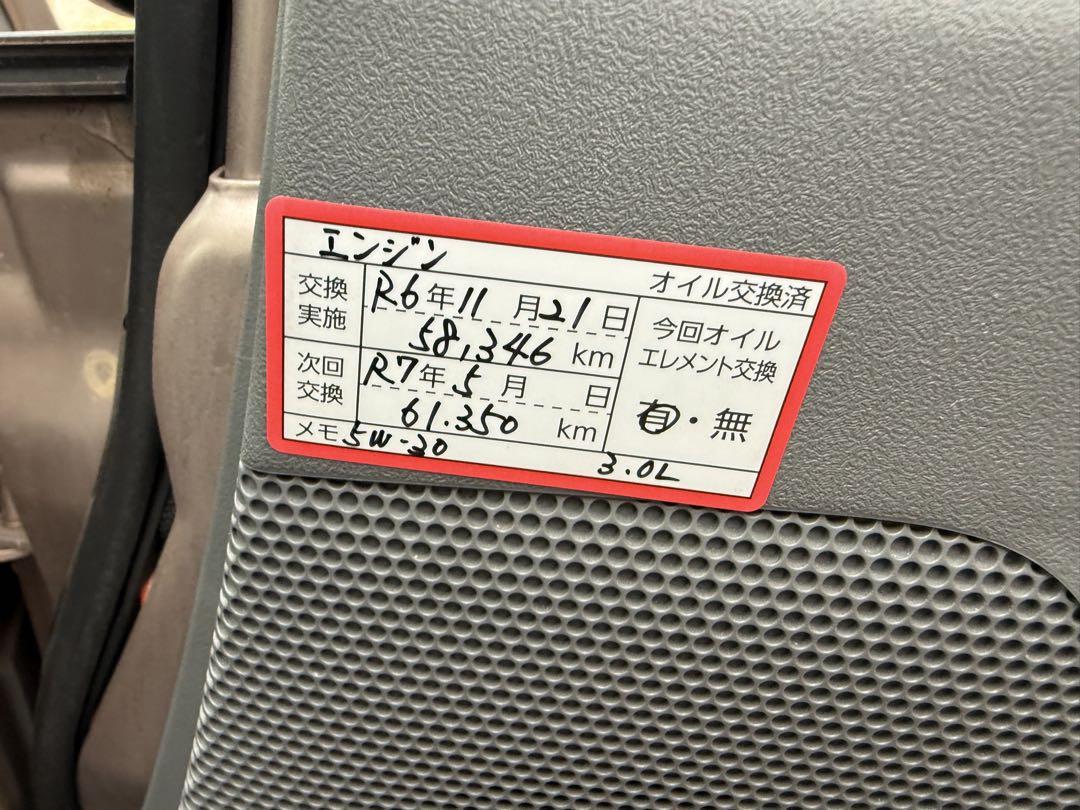 エンジン
オイル交換済
交換
実施
R6年11月21日
58,346 km
次回
交換
R7年5月 日
61.350 km
今回オイル
エレメント交換
有・無
メモ 5W-30 3.0L